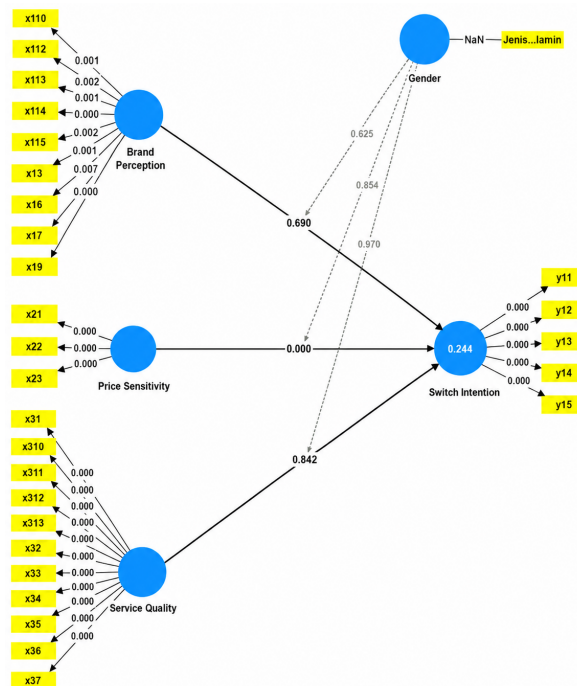 x110
x112
x113
x114
x115
x13
x16
x17
x19
0.001
0.002
0.001
0.000
0.002
0.001
0.007
0.000
Brand
Perception
Gender
NaN
Jenis...lamin
0.625
0.854
0.970
0.690
x21
x22
x23
0.000
0.000
0.000
Price Sensitivity
0.000
0.244
Switch Intention
0.000
0.000
0.000
0.000
0.000
y11
y12
y13
y14
y15
0.842
x31
x310
x311
x312
x313
x32
x33
x34
x35
x36
x37
0.000
0.000
0.000
0.000
0.000
0.000
0.000
0.000
0.000
0.000
0.000
Service Quality